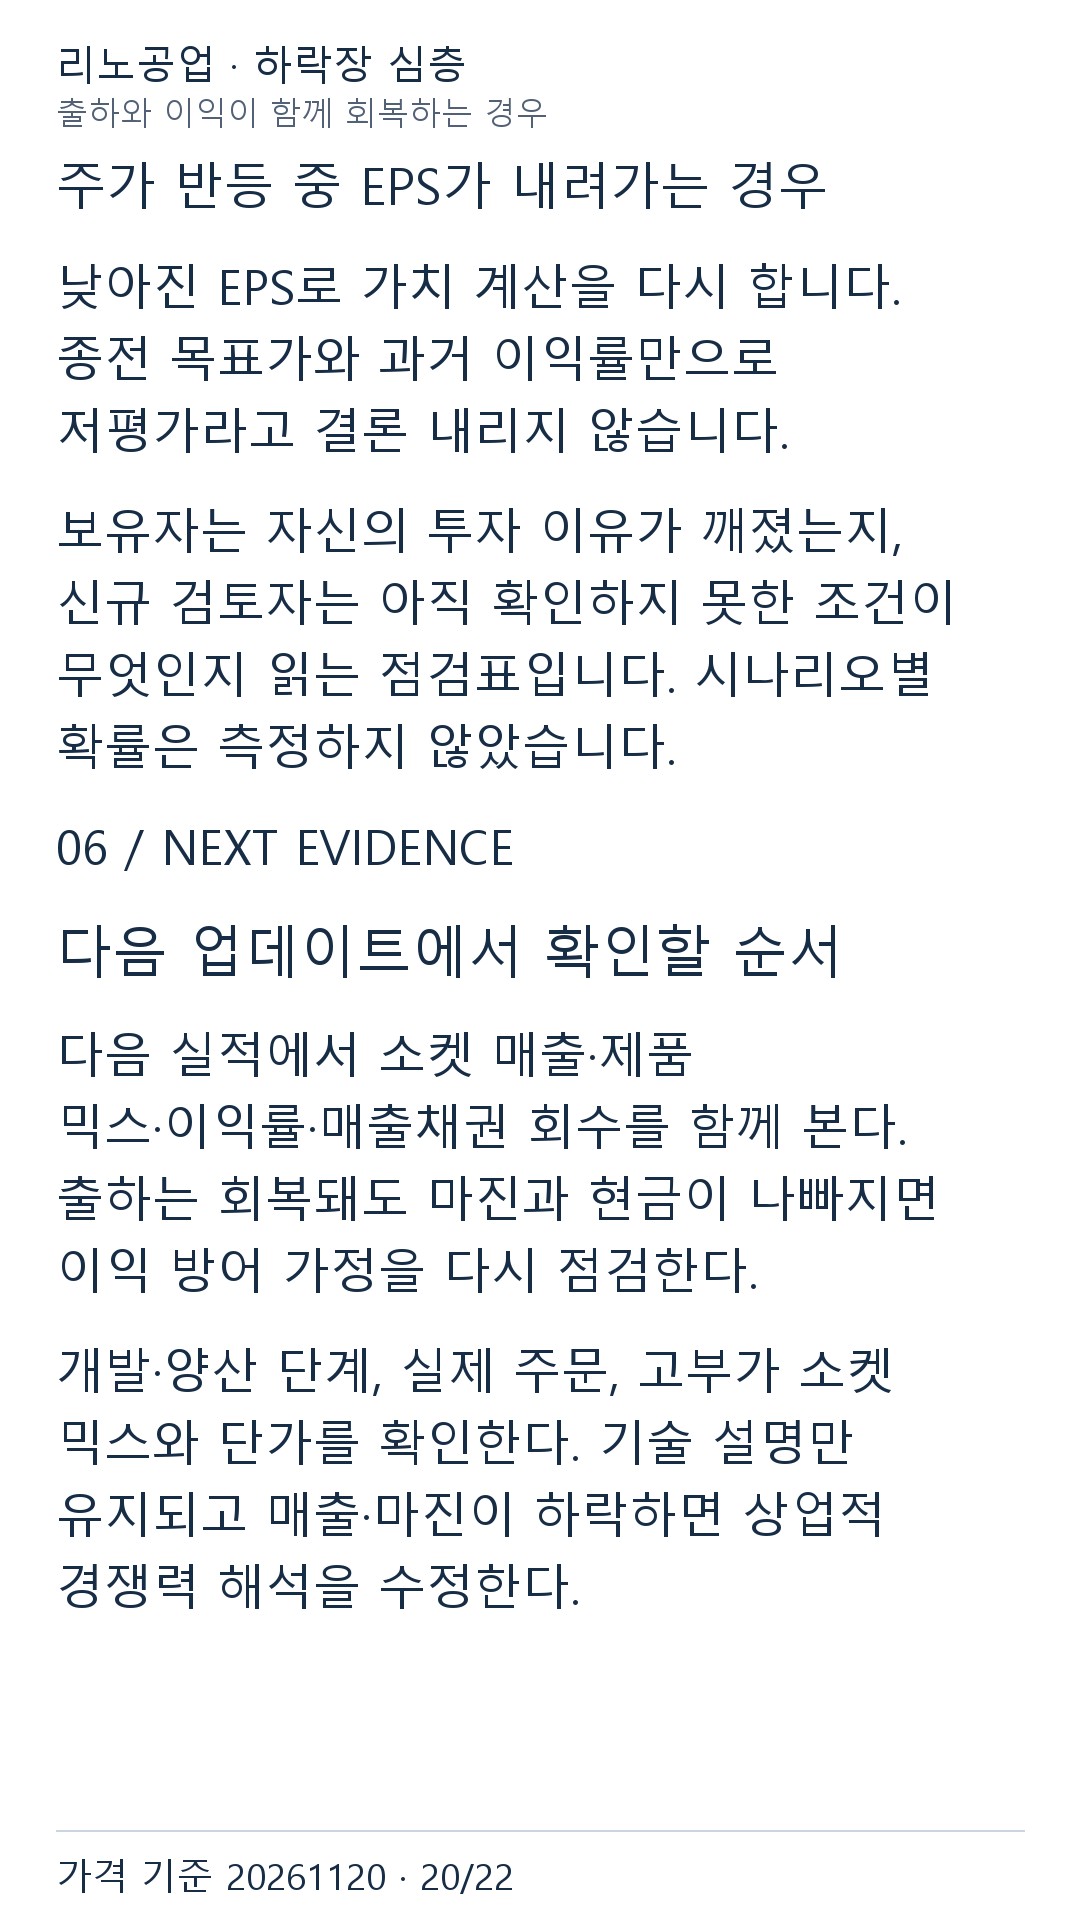 리노공업 · 하락장 심층
출하와 이익이 함께 회복하는 경우
주가 반등 중 EPS가 내려가는 경우
낮아진 EPS로 가치 계산을 다시 합니다.
종전 목표가와 과거 이익률만으로
저평가라고 결론 내리지 않습니다.
보유자는 자신의 투자 이유가 깨졌는지,
신규 검토자는 아직 확인하지 못한 조건이
무엇인지 읽는 점검표입니다. 시나리오별
확률은 측정하지 않았습니다.
06 / NEXT EVIDENCE
다음 업데이트에서 확인할 순서
다음 실적에서 소켓 매출·제품
믹스·이익률·매출채권 회수를 함께 본다.
출하는 회복돼도 마진과 현금이 나빠지면
이익 방어 가정을 다시 점검한다.
개발·양산 단계, 실제 주문, 고부가 소켓
믹스와 단가를 확인한다. 기술 설명만
유지되고 매출·마진이 하락하면 상업적
경쟁력 해석을 수정한다.
가격 기준 20261120 · 20/22